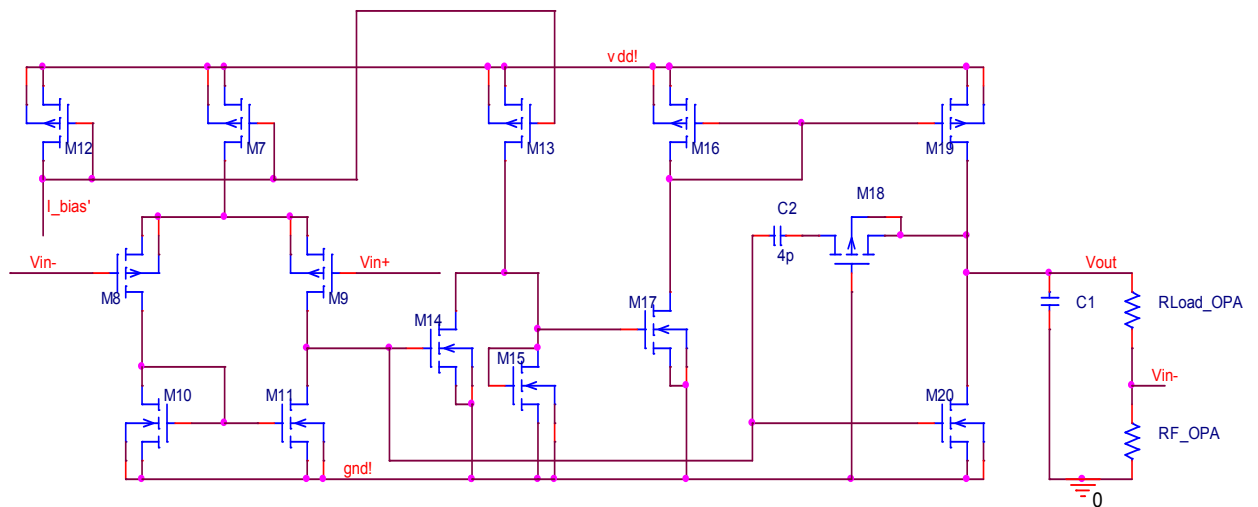 vdd!
M12
M7
M13
M16
M19
I_bias'
M18
C2
4p
Vin-
Vin+
Vout
M8
M9
M17
C1
RLoad_OPA
M14
M15
Vin-
M10
M11
M20
RF_OPA
gnd!
0